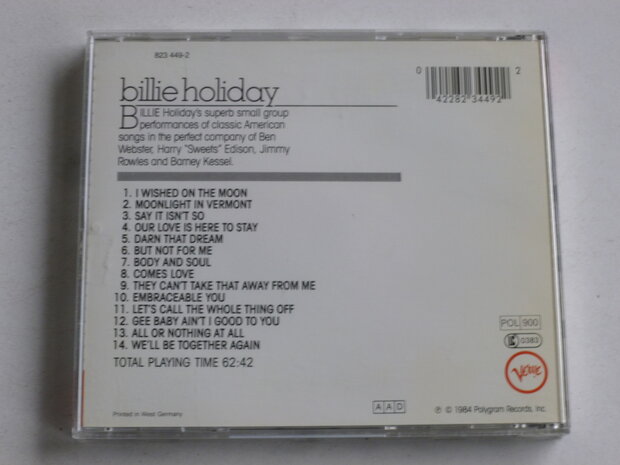 823 449-2
0 42282 34492 2
billie holiday
BILLIE Holiday's superb small group
performances of classic American
songs in the perfect company of Ben
Webster, Harry "Sweets" Edison, Jimmy
Rowles and Barney Kessel.
1. I WISHED ON THE MOON
2. MOONLIGHT IN VERMONT
3. SAY IT ISN'T SO
4. OUR LOVE IS HERE TO STAY
5. DARN THAT DREAM
6. BUT NOT FOR ME
7. BODY AND SOUL
8. COMES LOVE
9. THEY CAN'T TAKE THAT AWAY FROM ME
10. EMBRACEABLE YOU
11. LET'S CALL THE WHOLE THING OFF
12. GEE BABY AIN'T I GOOD TO YOU
13. ALL OR NOTHING AT ALL
14. WE'LL BE TOGETHER AGAIN
TOTAL PLAYING TIME 62:42
POL 900
0383
Verve
Printed in West Germany
AAD
℗ © 1984 Polygram Records, Inc.